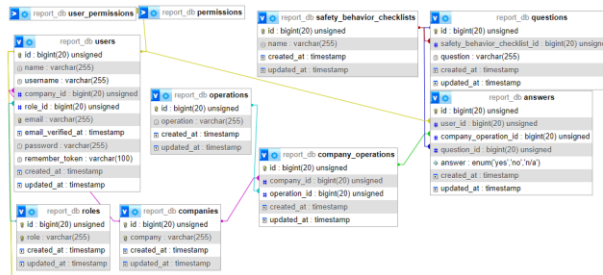 report_db user_permissions
report_db permissions
report_db safety_behavior_checklists
id : bigint(20) unsigned
name : varchar(255)
created_at : timestamp
updated_at : timestamp
report_db questions
id : bigint(20) unsigned
safety_behavior_checklist_id : bigint(20) unsigned
question : varchar(255)
created_at : timestamp
updated_at : timestamp
report_db users
id : bigint(20) unsigned
name : varchar(255)
username : varchar(255)
company_id : bigint(20) unsigned
role_id : bigint(20) unsigned
email : varchar(255)
email_verified_at : timestamp
password : varchar(255)
remember_token : varchar(100)
created_at : timestamp
updated_at : timestamp
report_db operations
id : bigint(20) unsigned
operation : varchar(255)
created_at : timestamp
updated_at : timestamp
report_db answers
id : bigint(20) unsigned
user_id : bigint(20) unsigned
company_operation_id : bigint(20) unsigned
question_id : bigint(20) unsigned
answer : enum('yes','no','n/a')
created_at : timestamp
updated_at : timestamp
report_db company_operations
id : bigint(20) unsigned
company_id : bigint(20) unsigned
operation_id : bigint(20) unsigned
created_at : timestamp
updated_at : timestamp
report_db roles
id : bigint(20) unsigned
role : varchar(255)
created_at : timestamp
updated_at : timestamp
report_db companies
id : bigint(20) unsigned
company : varchar(255)
created_at : timestamp
updated_at : timestamp